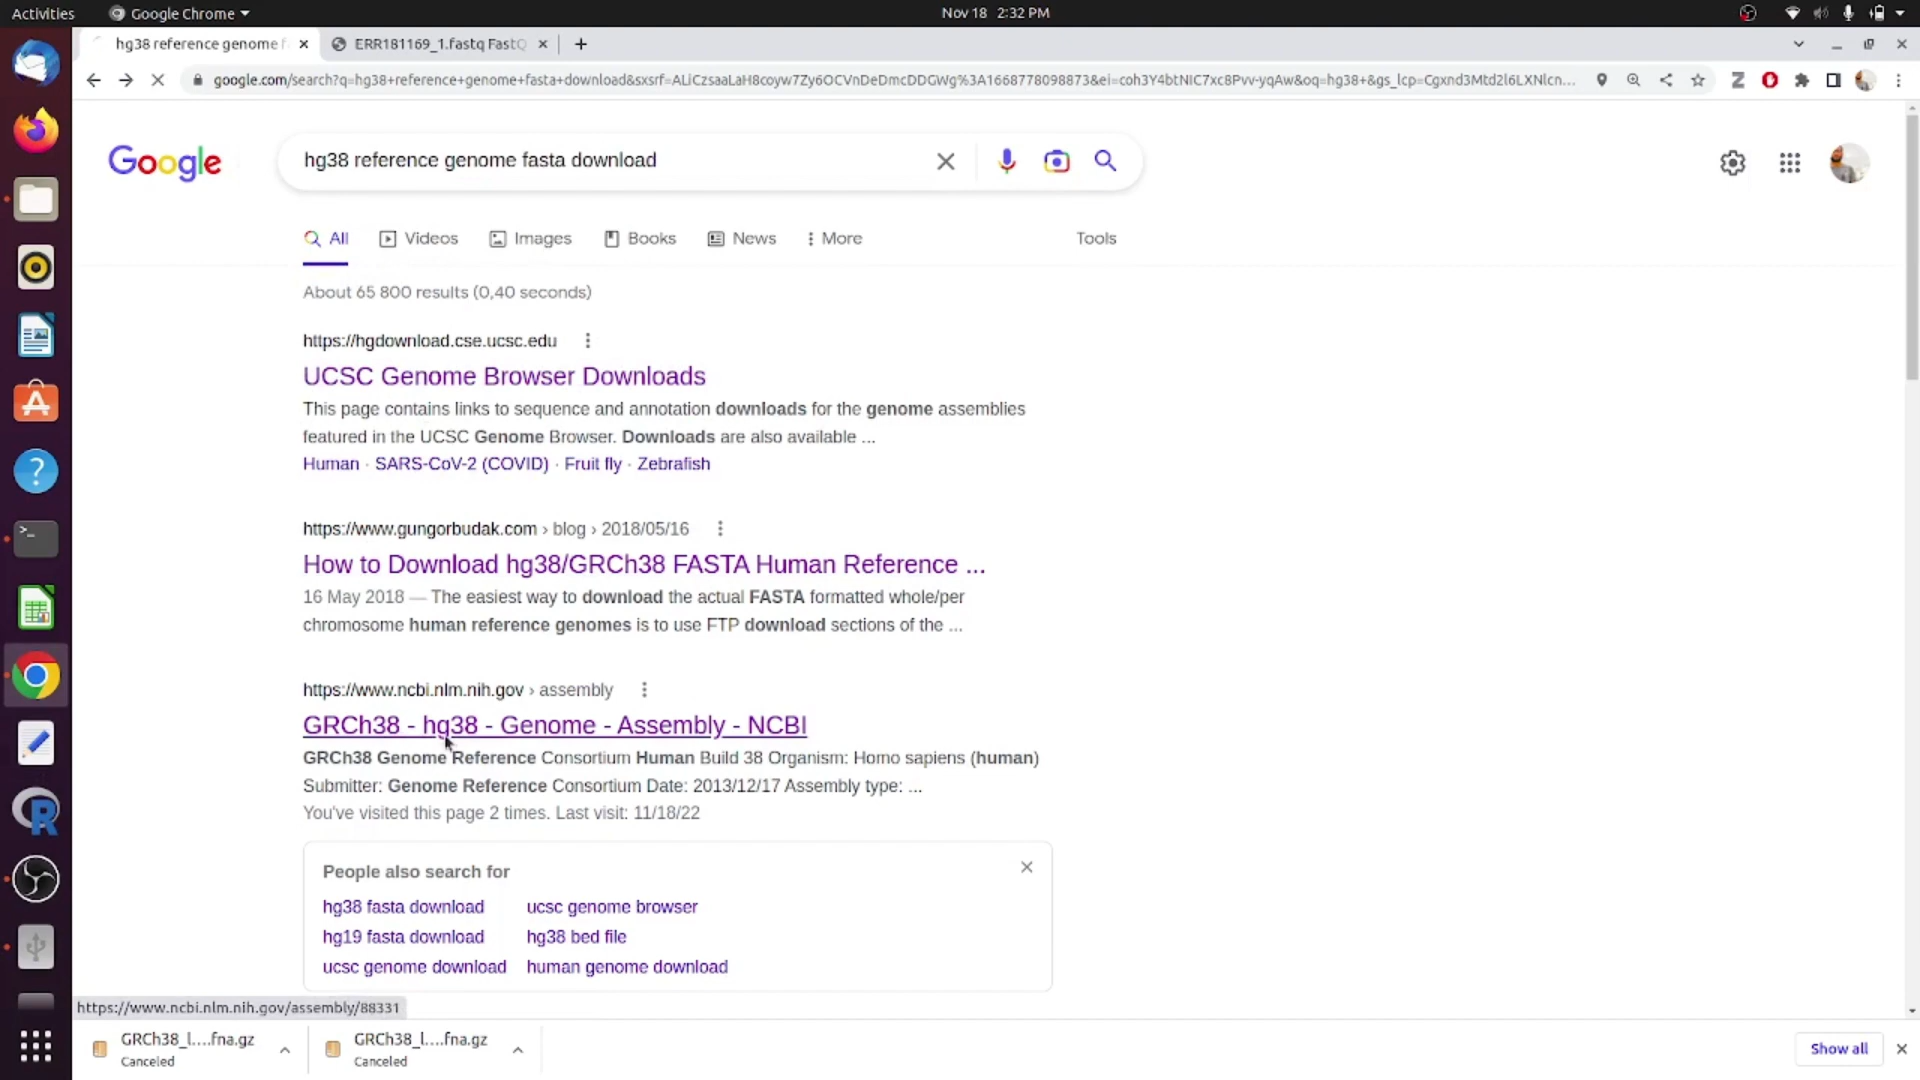 Activities
Google Chrome
Nov 18 2:32 PM
hg38 reference genome f
ERR181169_1.fastq FastQ
google.com/search?q=hg38+reference+genome+fasta+download&sxsrf=ALiCzsaaLaH8coyw7Zy6OCVnDeDmcDDGWg%3A1668778098873&ei=coh3Y4btNIC7xc8Pvv-yqAw&oq=hg38+&gs_lcp=Cgxnd3Mtd2l6LXNlcn...
Google
hg38 reference genome fasta download
All
Videos
Images
Books
News
More
Tools
About 65 800 results (0,40 seconds)
https://hgdownload.cse.ucsc.edu
UCSC Genome Browser Downloads
This page contains links to sequence and annotation downloads for the genome assemblies
featured in the UCSC Genome Browser. Downloads are also available ...
Human · SARS-CoV-2 (COVID) · Fruit fly · Zebrafish
https://www.gungorbudak.com › blog › 2018/05/16
How to Download hg38/GRCh38 FASTA Human Reference ...
16 May 2018 — The easiest way to download the actual FASTA formatted whole/per
chromosome human reference genomes is to use FTP download sections of the ...
https://www.ncbi.nlm.nih.gov › assembly
GRCh38 - hg38 - Genome - Assembly - NCBI
GRCh38 Genome Reference Consortium Human Build 38 Organism: Homo sapiens (human)
Submitter: Genome Reference Consortium Date: 2013/12/17 Assembly type: ...
You've visited this page 2 times. Last visit: 11/18/22
People also search for
hg38 fasta download
ucsc genome browser
hg19 fasta download
hg38 bed file
ucsc genome download
human genome download
https://www.ncbi.nlm.nih.gov/assembly/88331
GRCh38_l....fna.gz
Canceled
GRCh38_l....fna.gz
Canceled
Show all